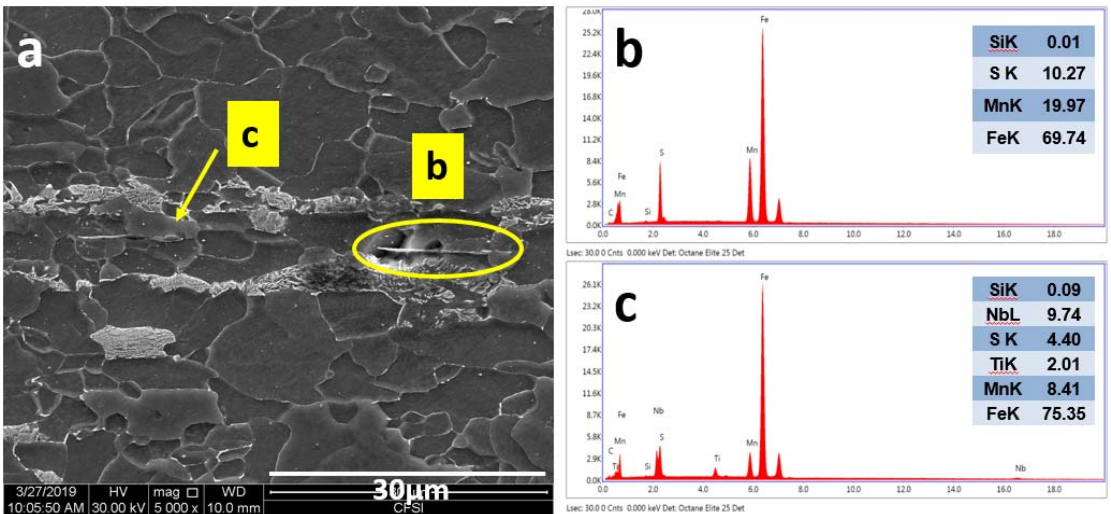 a
c
b
30µm
3/27/2019 HV mag WD
10:05:50 AM 30.00 kV 5 000 x 10.0 mm CFSI
b
Fe
25.2K
22.4K
19.6K
16.8K
14.0K
11.2K
8.4K
5.6K
2.8K
0.0K
C
Mn
Fe
Si
S
Mn
0.0 2.0 4.0 6.0 8.0 10.0 12.0 14.0 16.0 18.0
Lsec: 30.0 0 Cnts 0.000 keV Det: Octane Elite 25 Det
SiK 0.01
S K 10.27
MnK 19.97
FeK 69.74
c
Fe
26.1K
23.2K
20.3K
17.4K
14.5K
11.6K
8.7K
5.8K
2.9K
0.0K
Fe
Mn
C
Ti
Si
Nb
S
Ti
Mn
Nb
0.0 2.0 4.0 6.0 8.0 10.0 12.0 14.0 16.0 18.0
Lsec: 30.0 0 Cnts 0.000 keV Det: Octane Elite 25 Det
SiK 0.09
NbL 9.74
S K 4.40
TiK 2.01
MnK 8.41
FeK 75.35